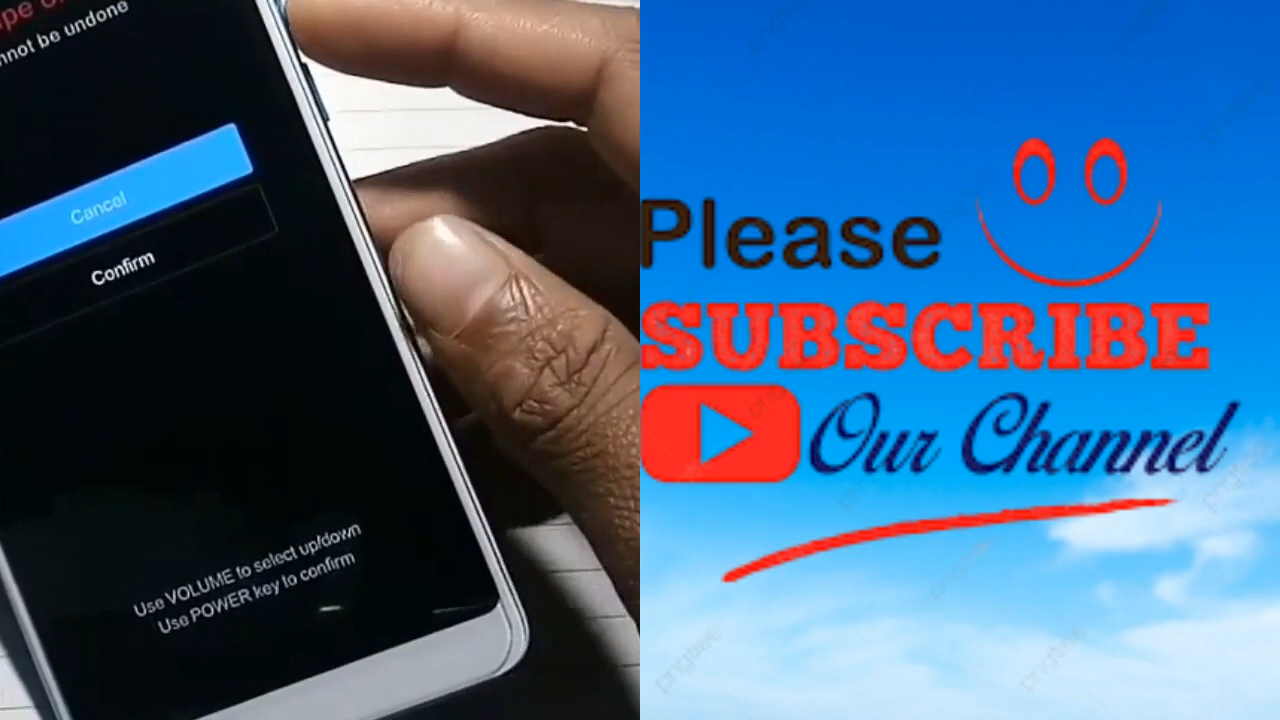 nnot be undone
Cancel
Confirm
Use VOLUME to select up/down
Use POWER key to confirm
Please
SUBSCRIBE
Our Channel